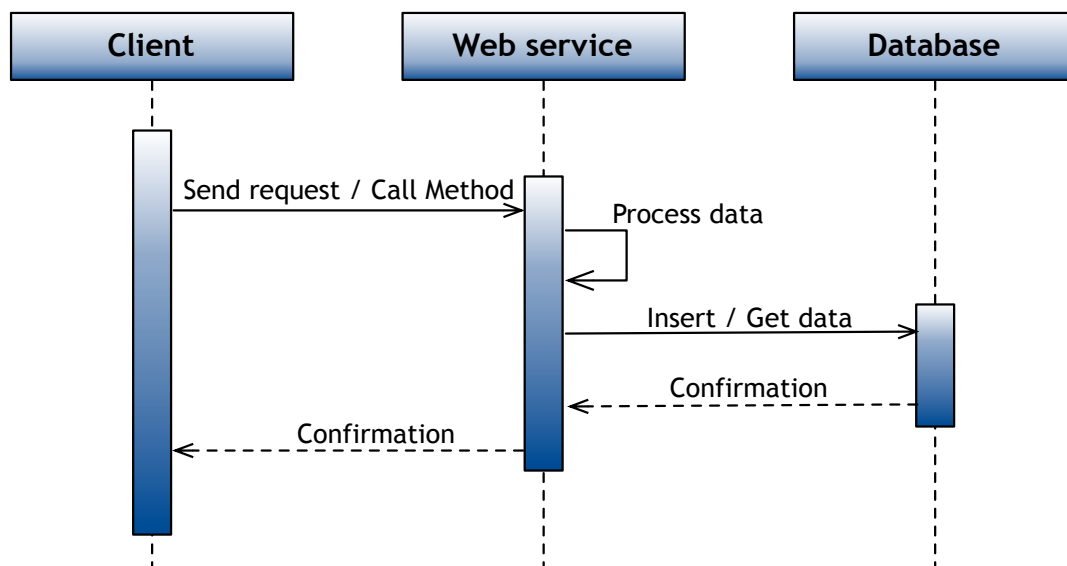 Client
Web service
Database
Send request / Call Method
Process data
Insert / Get data
Confirmation
Confirmation